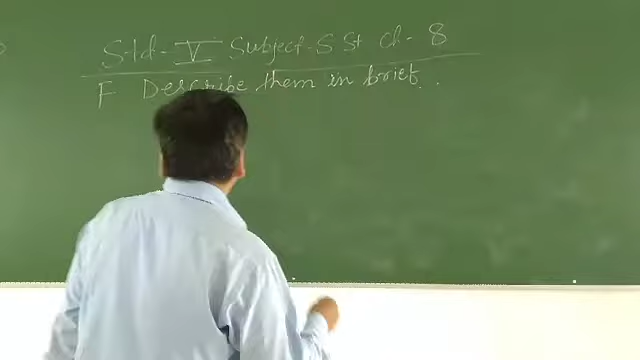 Std - V Subject - S St ch - 8
F Describe them in brief.